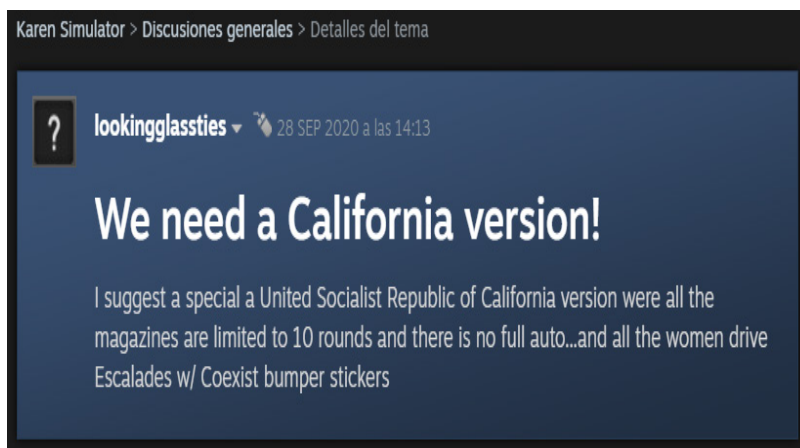 Karen Simulator > Discusiones generales > Detalles del tema
?
lookingglassties 28 SEP 2020 a las 14:13
We need a California version!
I suggest a special a United Socialist Republic of California version were all the
magazines are limited to 10 rounds and there is no full auto...and all the women drive
Escalades w/ Coexist bumper stickers